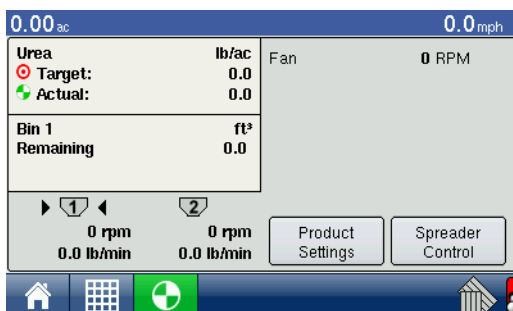 0.00 ac 0.0 mph
Urea lb/ac
Target: 0.0
Actual: 0.0
Fan 0 RPM
Bin 1 ft³
Remaining 0.0
1 2
0 rpm 0 rpm
0.0 lb/min 0.0 lb/min
Product Settings
Spreader Control